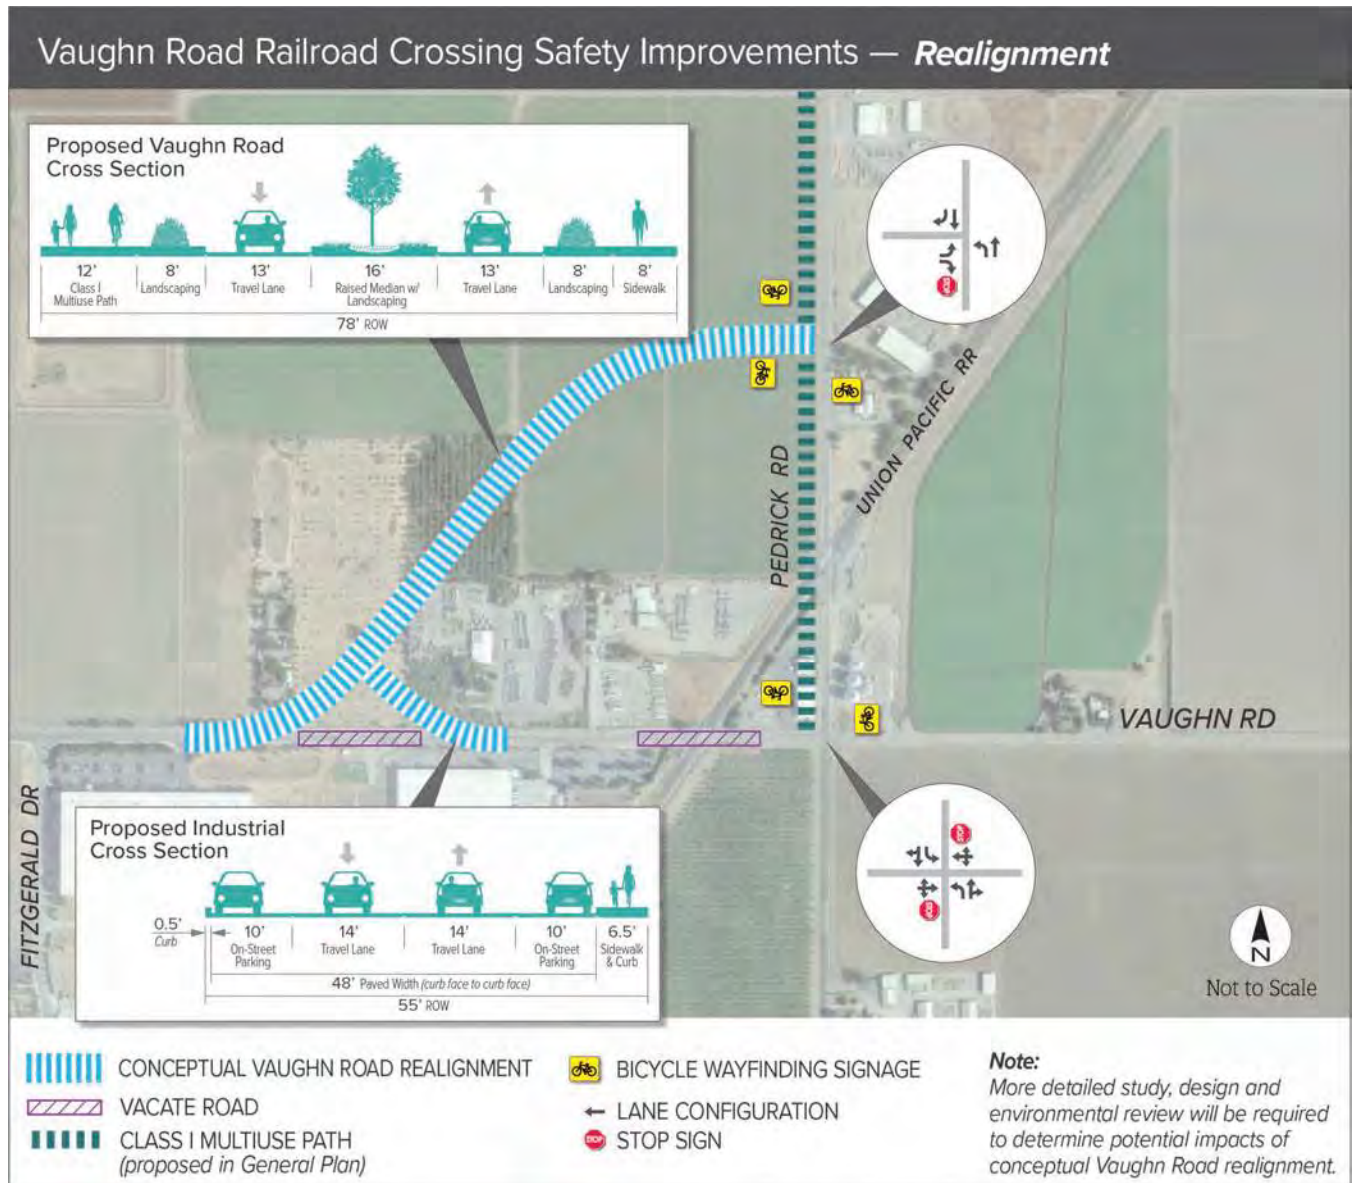 Vaughn Road Railroad Crossing Safety Improvements — Realignment
Proposed Vaughn Road
Cross Section
12' 8' 13' 16' 13' 8' 8'
Class I
Multiuse Path
Landscaping
Travel Lane
Raised Median w/
Landscaping
Travel Lane
Landscaping
Sidewalk
78' ROW
STOP
PEDRICK RD
UNION PACIFIC RR
VAUGHN RD
FITZGERALD DR
Proposed Industrial
Cross Section
0.5'
Curb
10' 14' 14' 10' 6.5'
On-Street
Parking
Travel Lane
Travel Lane
On-Street
Parking
Sidewalk
& Curb
48' Paved Width (curb face to curb face)
55' ROW
STOP
STOP
N
Not to Scale
CONCEPTUAL VAUGHN ROAD REALIGNMENT
VACATE ROAD
CLASS I MULTIUSE PATH
(proposed in General Plan)
BICYCLE WAYFINDING SIGNAGE
LANE CONFIGURATION
STOP
STOP SIGN
Note:
More detailed study, design and
environmental review will be required
to determine potential impacts of
conceptual Vaughn Road realignment.